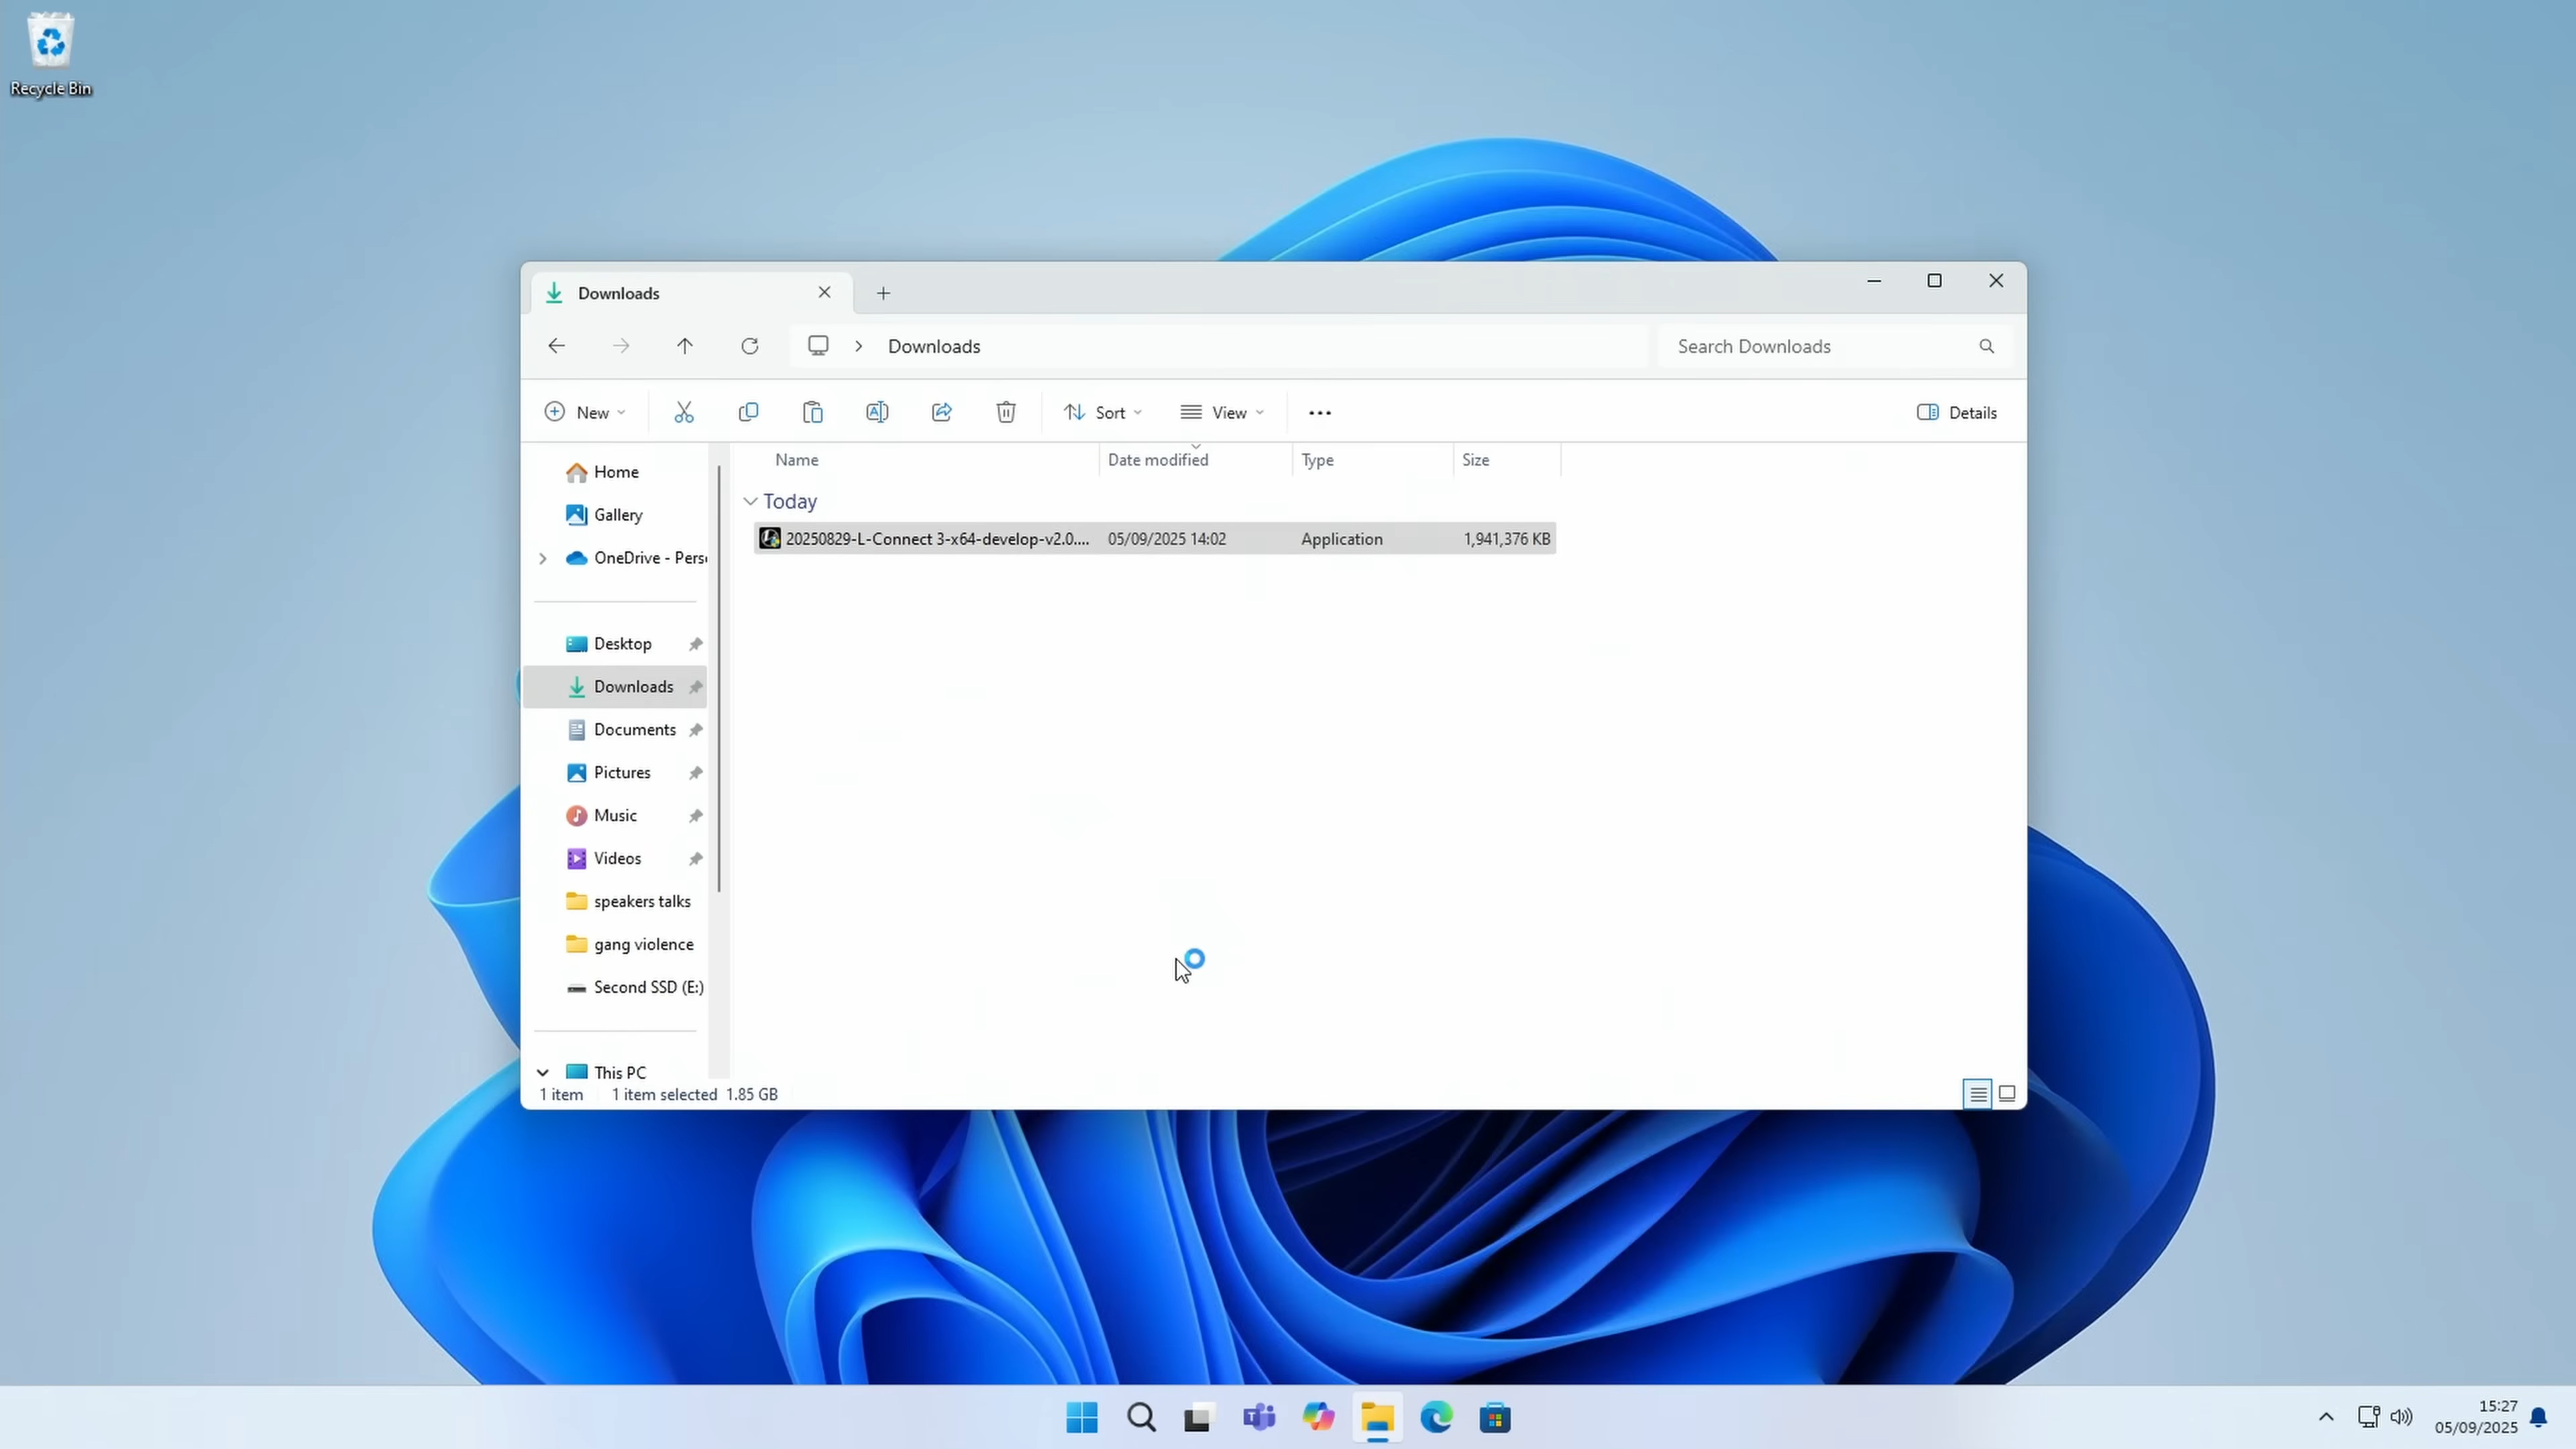 Recycle Bin
Downloads
Downloads
Search Downloads
New
Sort
View
Details
Name
Date modified
Type
Size
Home
Gallery
OneDrive - Pers
Today
20250829-L-Connect 3-x64-develop-v2.0....
05/09/2025 14:02
Application
1,941,376 KB
Desktop
Downloads
Documents
Pictures
Music
Videos
speakers talks
gang violence
Second SSD (E:)
This PC
1 item
1 item selected 1.85 GB
15:27
05/09/2025